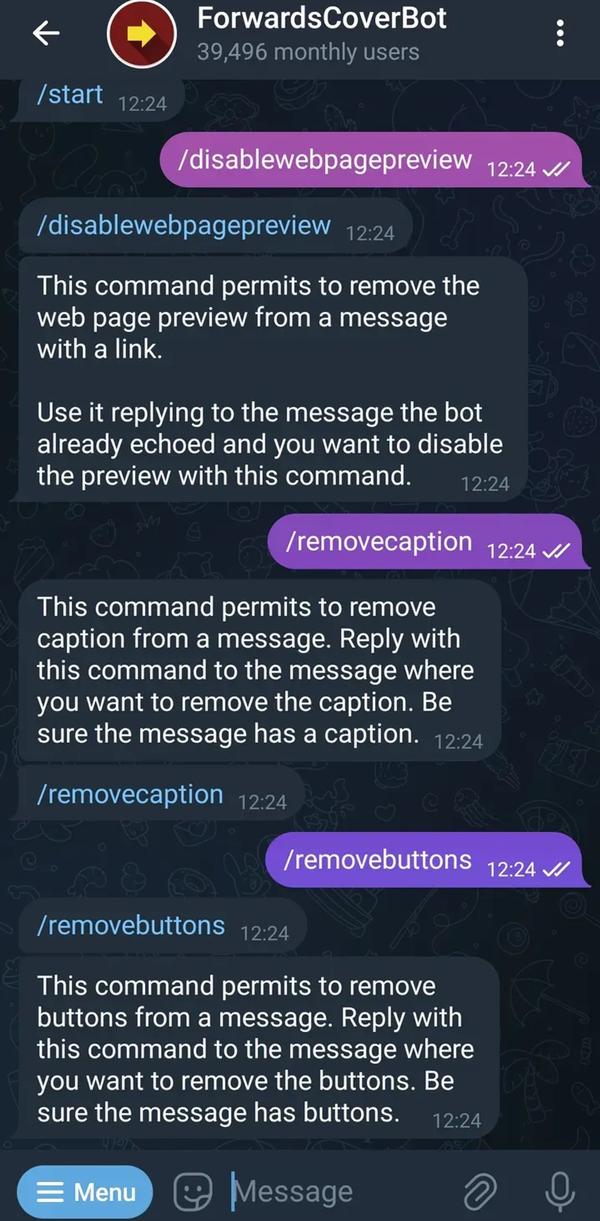 ForwardsCoverBot
39,496 monthly users
/start 12:24
/disablewebpagepreview 12:24
/disablewebpagepreview 12:24
This command permits to remove the
web page preview from a message
with a link.
Use it replying to the message the bot
already echoed and you want to disable
the preview with this command. 12:24
/removecaption 12:24
This command permits to remove
caption from a message. Reply with
this command to the message where
you want to remove the caption. Be
sure the message has a caption. 12:24
/removecaption 12:24
/removebuttons 12:24
/removebuttons 12:24
This command permits to remove
buttons from a message. Reply with
this command to the message where
you want to remove the buttons. Be
sure the message has buttons. 12:24
Menu Message